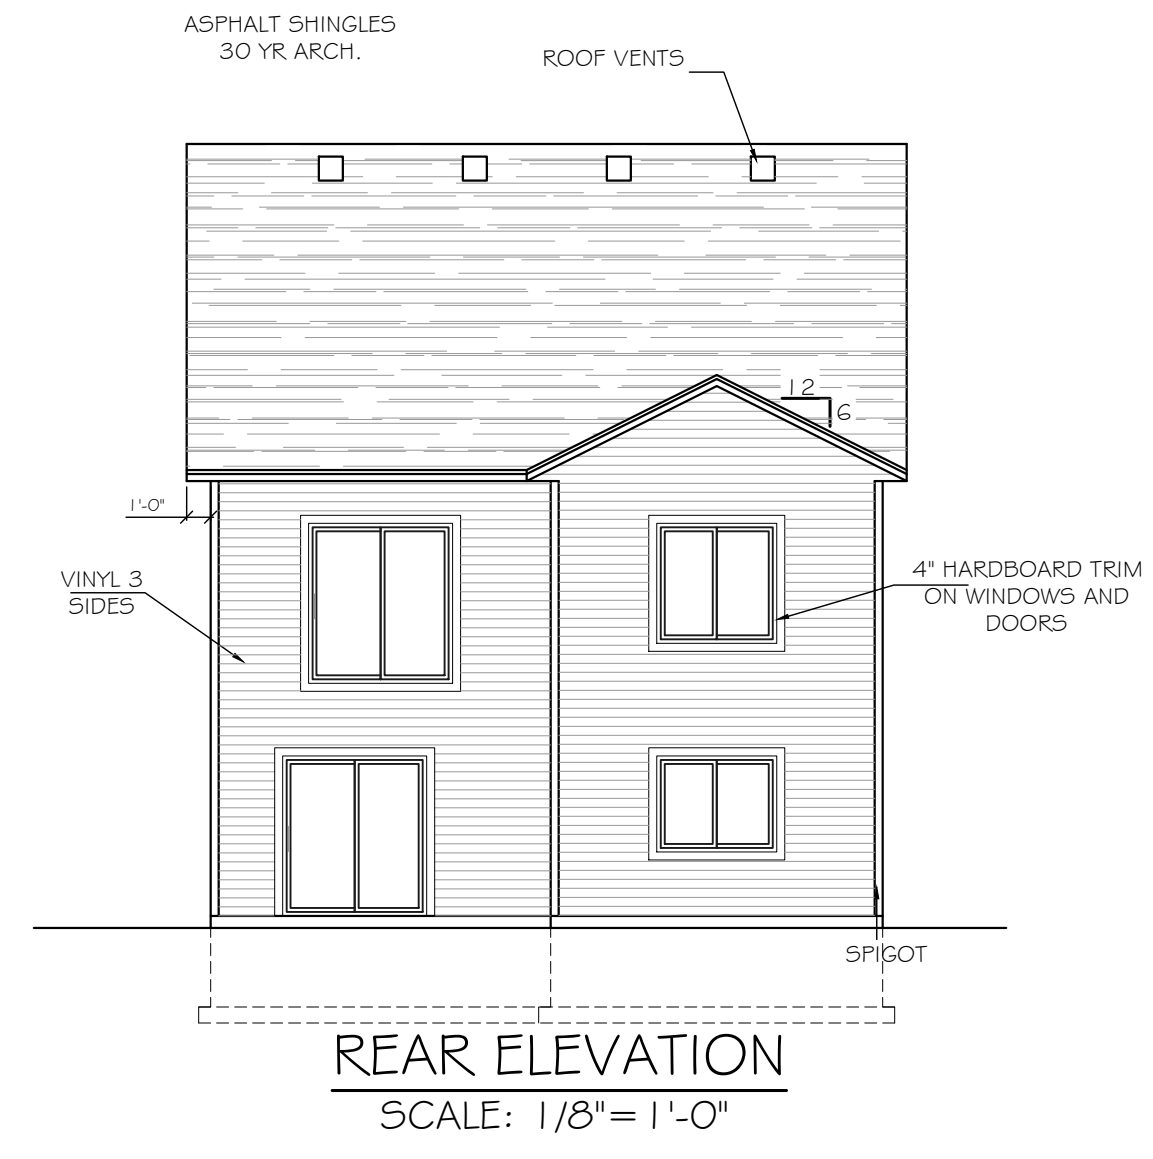 ASPHALT SHINGLES
30 YR ARCH.
ROOF VENTS
12
6
1'-0"
VINYL 3
SIDES
4" HARDBOARD TRIM
ON WINDOWS AND
DOORS
SPIGOT
REAR ELEVATION
SCALE: 1/8"= 1'-0"